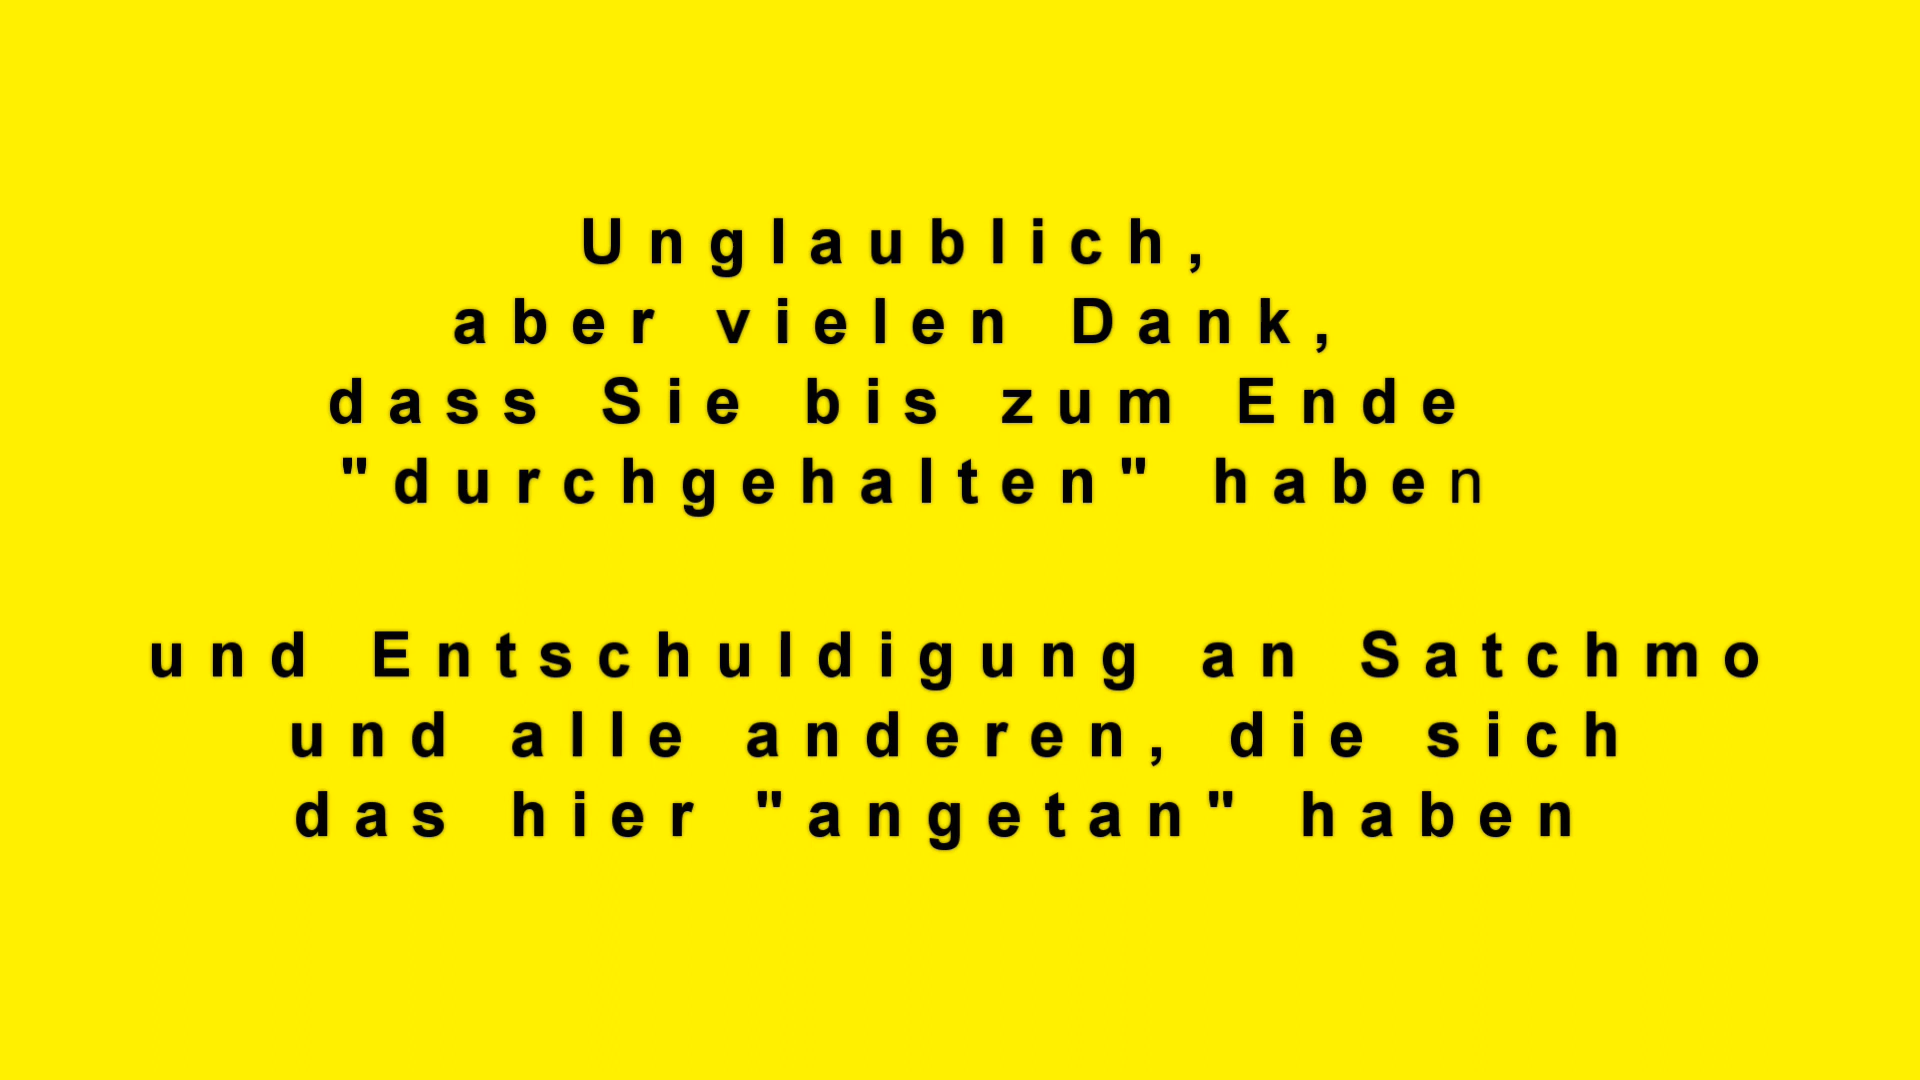 Unglaublich,
aber vielen Dank,
dass Sie bis zum Ende
"durchgehalten" haben
und Entschuldigung an Satchmo
und alle anderen, die sich
das hier "angetan" haben